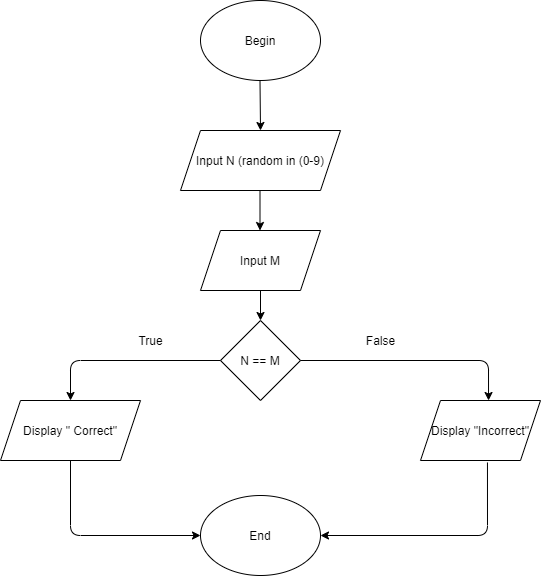 Begin
Input N (random in (0-9)
Input M
True
False
N == M
Display " Correct"
Display "Incorrect"
End